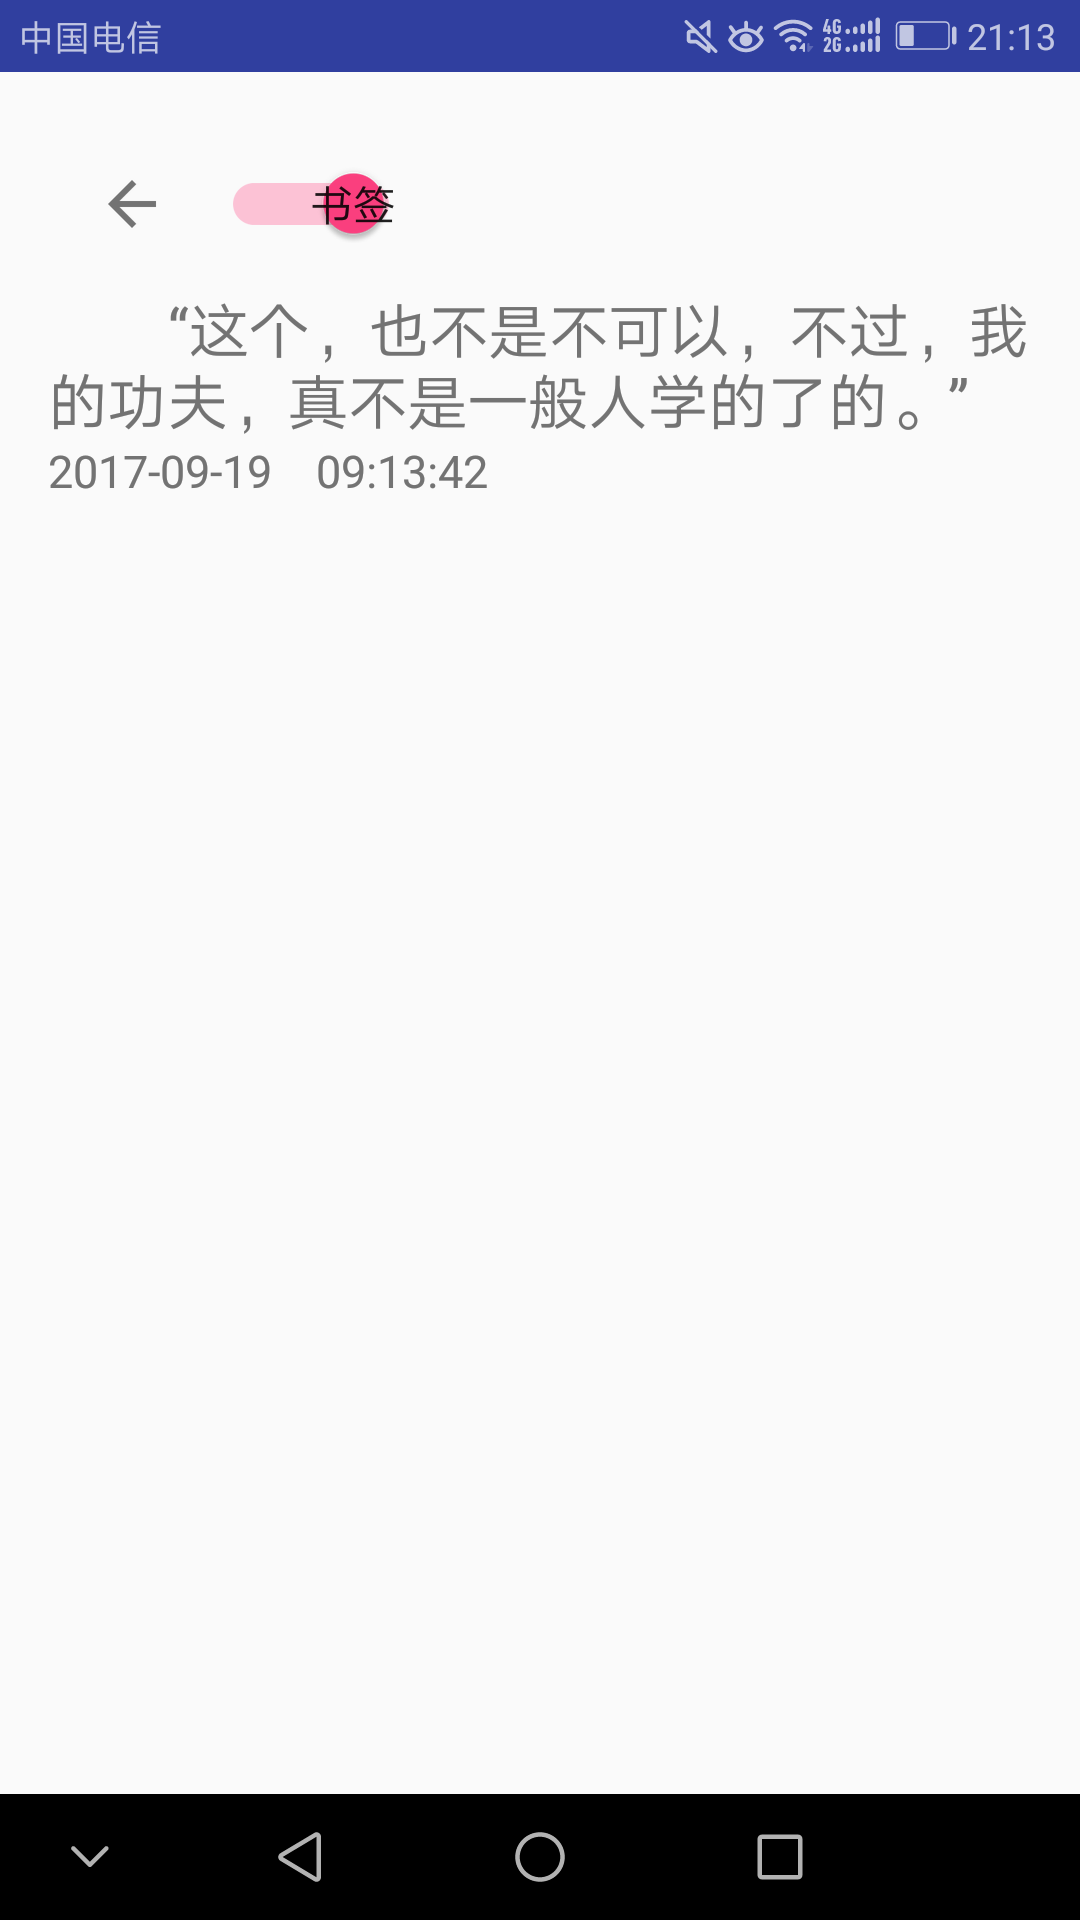 中国电信 4G 2G 21:13
书签
“这个，也不是不可以，不过，我
的功夫，真不是一般人学的了的。”
2017-09-19 09:13:42